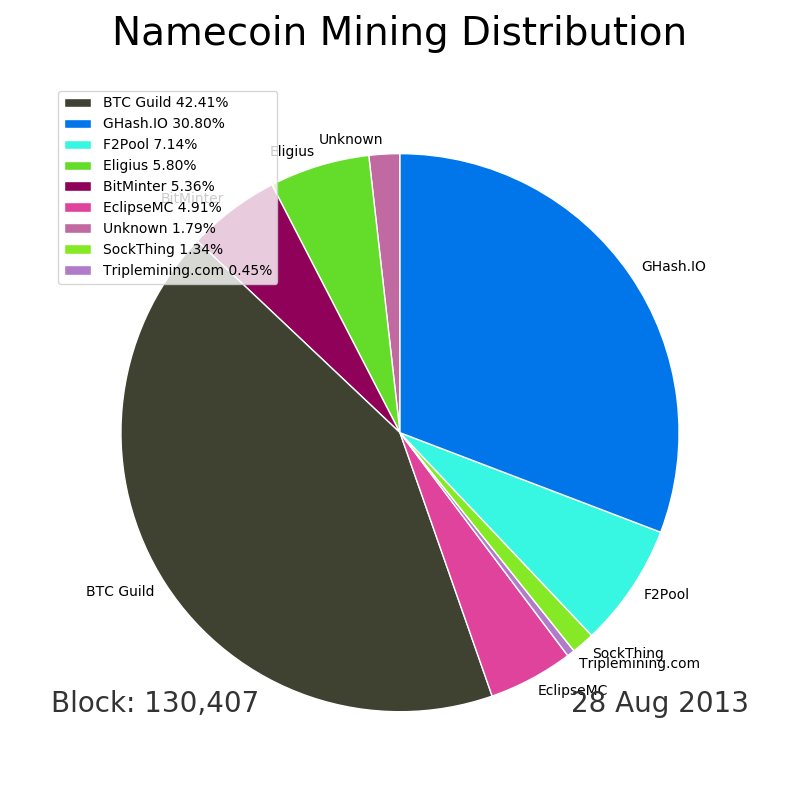 Namecoin Mining Distribution
BTC Guild 42.41%
GHash.IO 30.80%
F2Pool 7.14%
Eligius 5.80%
BitMinter 5.36%
EclipseMC 4.91%
Unknown 1.79%
SockThing 1.34%
Triplemining.com 0.45%
Unknown
Eligius
BitMinter
GHash.IO
BTC Guild
F2Pool
SockThing
Triplemining.com
EclipseMC
Block: 130,407
28 Aug 2013